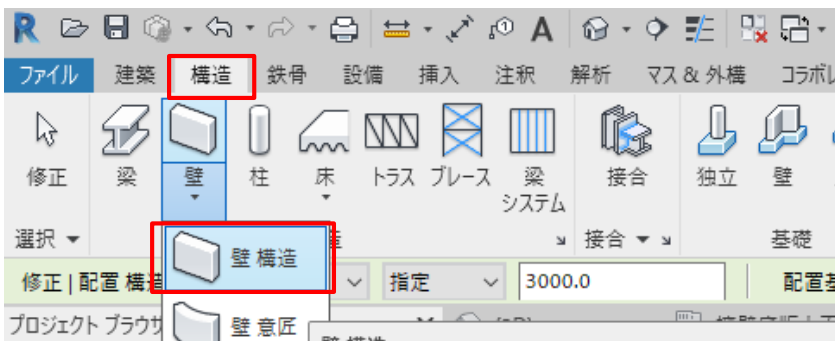 R A
ファイル 建築 構造 鉄骨 設備 挿入 注釈 解析 マス & 外構 コラボレ
修正 梁 壁 柱 床 トラス ブレース 梁 システム 接合 独立 壁
選択 接合 基礎
壁 構造
修正 | 配置 構造 指定 3000.0 配置基
プロジェクト ブラウザ 壁 意匠
壁 構造